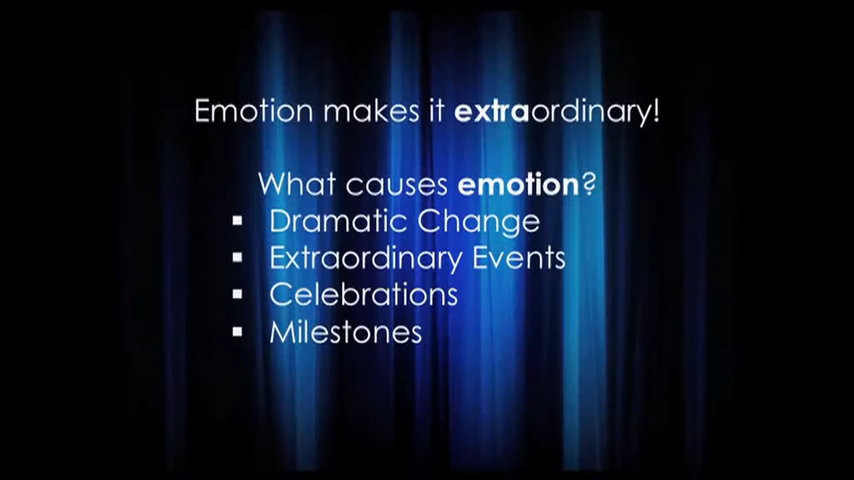 Emotion makes it extraordinary!
What causes emotion?
▪ Dramatic Change
▪ Extraordinary Events
▪ Celebrations
▪ Milestones